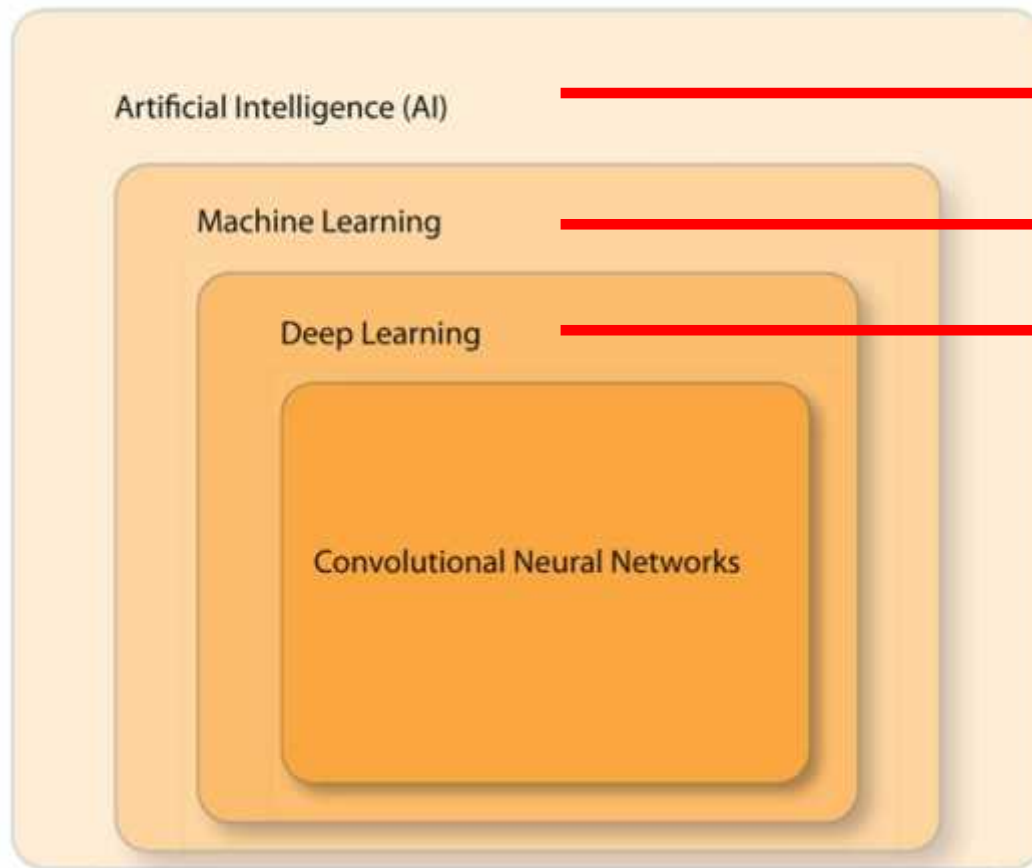 Artificial Intelligence (AI)
Machine Learning
Deep Learning
Convolutional Neural Networks